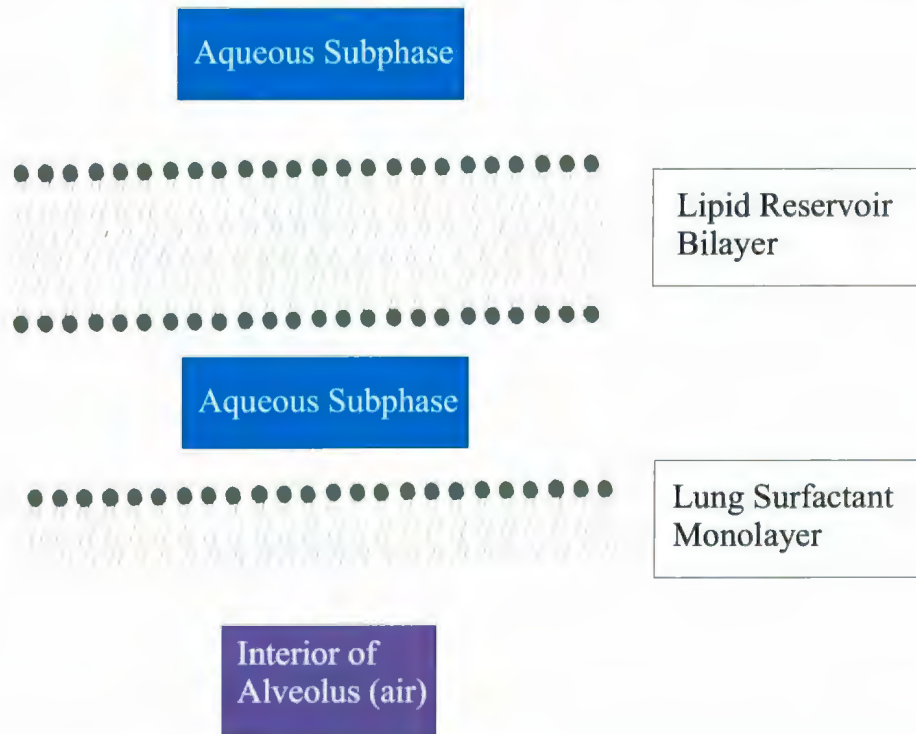 Aqueous Subphase
Lipid Reservoir
Bilayer
Aqueous Subphase
Lung Surfactant
Monolayer
Interior of
Alveolus (air)